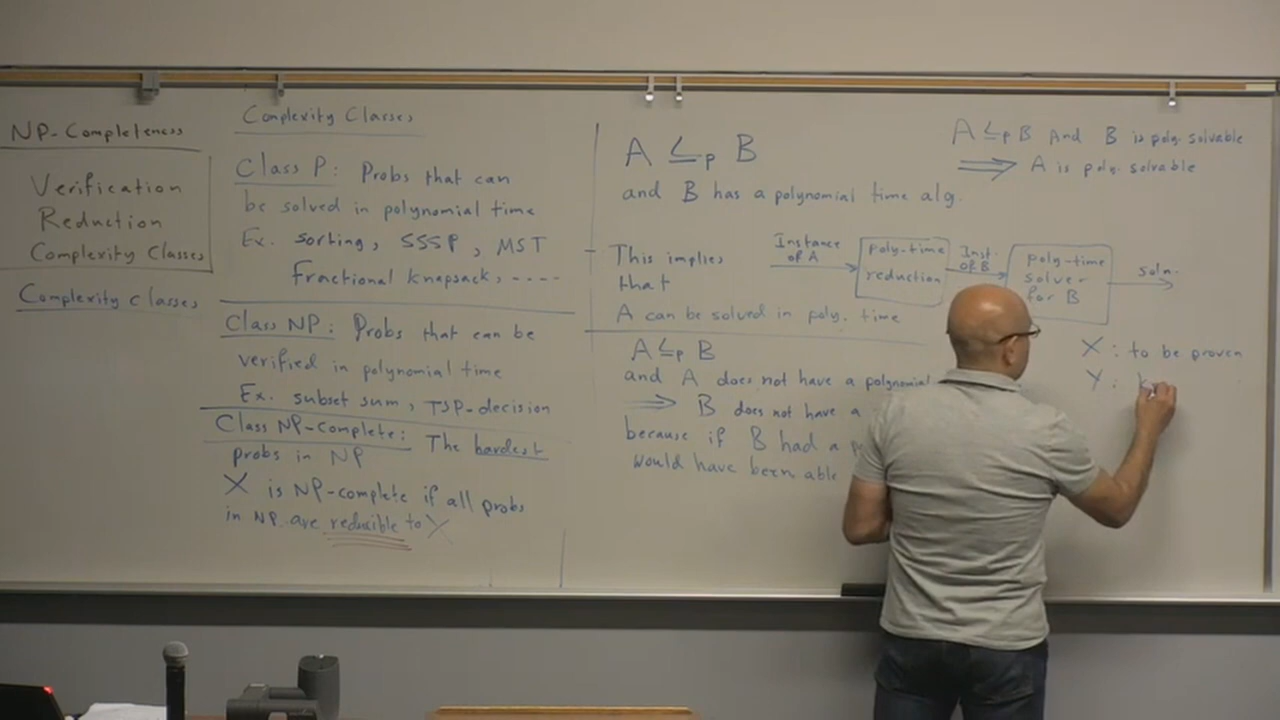 NP-Completeness
Verification
Reduction
Complexity Classes
Complexity classes
Complexity Classes
Class P: Probs that can
be solved in polynomial time
Ex. sorting, SSSP, MST
Fractional knapsack, ----
Class NP: Probs that can be
verified in polynomial time
Ex. subset sum, TSP-decision
Class NP-Complete: The hardest
probs in NP
X is NP-complete if all probs
in NP are reducible to X
A ≤p B
and B has a polynomial time alg.
This implies
that
A can be solved in poly. time
Instance
of A
poly-time
reduction
Inst.
of B
poly-time
solver
for B
soln.
A ≤p B
and A does not have a polynomial
⟹ B does not have a
because if B had a
would have been able
A ≤p B And B is poly. solvable
⟹ A is poly. solvable
X : to be proven
Y :